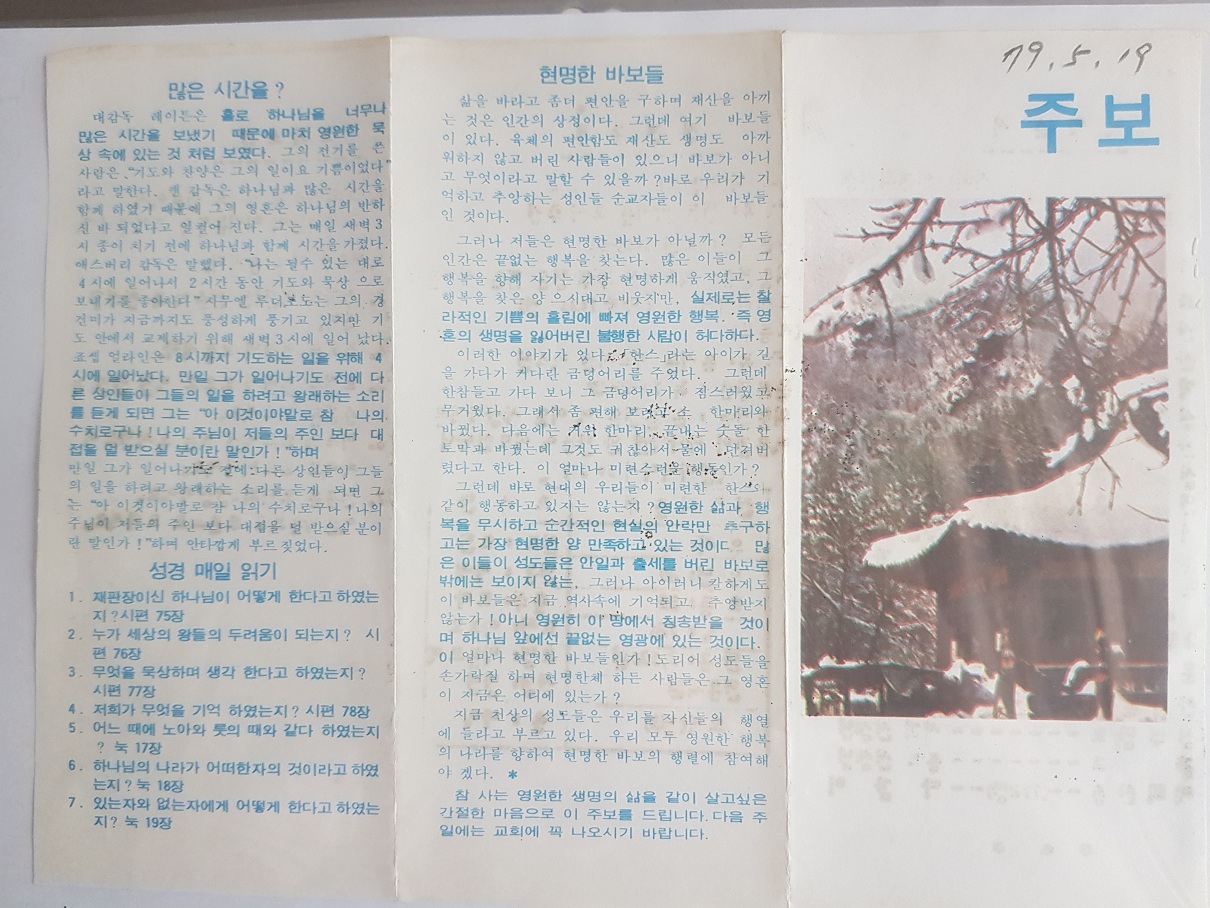 많은 시간을?
대감독 레이튼은 홀로 하나님을 너무나
많은 시간을 보냈기 때문에 마치 영원한 묵
상 속에 있는 것 처럼 보였다. 그의 전기를 쓴
사람은 "기도와 찬양은 그의 일이요 기쁨이었다"
라고 말한다. 켄 감독은 하나님과 많은 시간을
함께 하였기 때문에 그의 영혼은 하나님의 반하
신 바 되었다고 일컬어 진다. 그는 매일 새벽 3
시 종이 치기 전에 하나님과 함께 시간을 가졌다.
애스버리 감독은 말했다. "나는 될수 있는 대로
4시에 일어나서 2시간 동안 기도와 묵상 으로
보내기를 좋아한다" 사무엘 루더포드는 그의 경
건미가 지금까지도 풍성하게 풍기고 있지만 기
도 안에서 교제하기 위해 새벽 3시에 일어 났다.
죠셉 얼라인은 8시까지 기도하는 일을 위해 4
시에 일어났다. 만일 그가 일어나기도 전에 다
른 상인들이 그들의 일을 하려고 왕래하는 소리
를 듣게 되면 그는 "아 이것이야말로 참 나의
수치로구나! 나의 주님이 저들의 주인 보다 대
접을 덜 받으실 분이란 말인가!"하며
만일 그가 일어나기도 전에 다른 상인들이 그들
의 일을 하려고 왕래하는 소리를 듣게 되면 그
는 "아 이것이야말로 참 나의 수치로구나! 나의
주님이 저들의 주인 보다 대접을 덜 받으실 분이
란 말인가!"하며 안타깝게 부르짖었다.
성경 매일 읽기
1. 재판장이신 하나님이 어떻게 한다고 하였는
지? 시편 75장
2. 누가 세상의 왕들의 두려움이 되는지? 시
편 76장
3. 무엇을 묵상하며 생각 한다고 하였는지?
시편 77장
4. 저희가 무엇을 기억 하였는지? 시편 78장
5. 어느 때에 노아와 롯의 때와 같다 하였는지
? 눅 17장
6. 하나님의 나라가 어떠한자의 것이라고 하였
는지? 눅 18장
7. 있는자와 없는자에게 어떻게 한다고 하였는
지? 눅 19장
현명한 바보들
삶을 바라고 좀더 편안을 구하며 재산을 아끼
는 것은 인간의 상정이다. 그런데 여기 바보들
이 있다. 육체의 편안함도 재산도 생명도 아까
워하지 않고 버린 사람들이 있으니 바보가 아니
고 무엇이라고 말할 수 있을까? 바로 우리가 기
억하고 추앙하는 성인들 순교자들이 이 바보들
인 것이다.
그러나 저들은 현명한 바보가 아닐까? 모든
인간은 끝없는 행복을 찾는다. 많은 이들이 그
행복을 향해 자기는 가장 현명하게 움직였고, 그
행복을 찾은 양 으시대고 비웃지만, 실제로는 찰
라적인 기쁨의 홀림에 빠져 영원한 행복. 즉 영
혼의 생명을 잃어버린 불행한 사람이 허다하다.
이러한 이야기가 있다. 「한스」라는 아이가 길
을 가다가 커다란 금덩어리를 주었다. 그런데
한참들고 가다 보니 그 금덩어리가 짐스러웠고
무거웠다. 그래서 좀 편해 보려고 소 한마리와
바꿨다. 다음에는 거위 한마리, 끝내는 숫돌 한
토막과 바꿨는데 그것도 귀찮아서 물에 던져버
렸다고 한다. 이 얼마나 미련스런 행동인가?
그런데 바로 현대의 우리들이 미련한 한스와
같이 행동하고 있지는 않는지? 영원한 삶과 행
복을 무시하고 순간적인 현실의 안락만 추구하
고는 가장 현명한 양 만족하고 있는 것이다 많
은 이들이 성도들은 안일과 출세를 버린 바보로
밖에는 보이지 않는, 그러나 아이러니 칼하게도
이 바보들은 지금 역사속에 기억되고 추앙받지
않는가! 아니 영원히 이 땅에서 칭송받을 것이
며 하나님 앞에선 끝없는 영광에 있는 것이다.
이 얼마나 현명한 바보들인가! 도리어 성도들을
손가락질 하며 현명한체 하든 사람들은 그 영혼
이 지금은 어디에 있는가?
지금 천상의 성도들은 우리를 자신들의 행열
에 들라고 부르고 있다. 우리 모두 영원한 행복
의 나라를 향하여 현명한 바보의 행렬에 참여해
야 겠다. *
참 사는 영원한 생명의 삶을 같이 살고싶은
간절한 마음으로 이 주보를 드립니다. 다음 주
일에는 교회에 꼭 나오시기 바랍니다.
79.5.19
주보